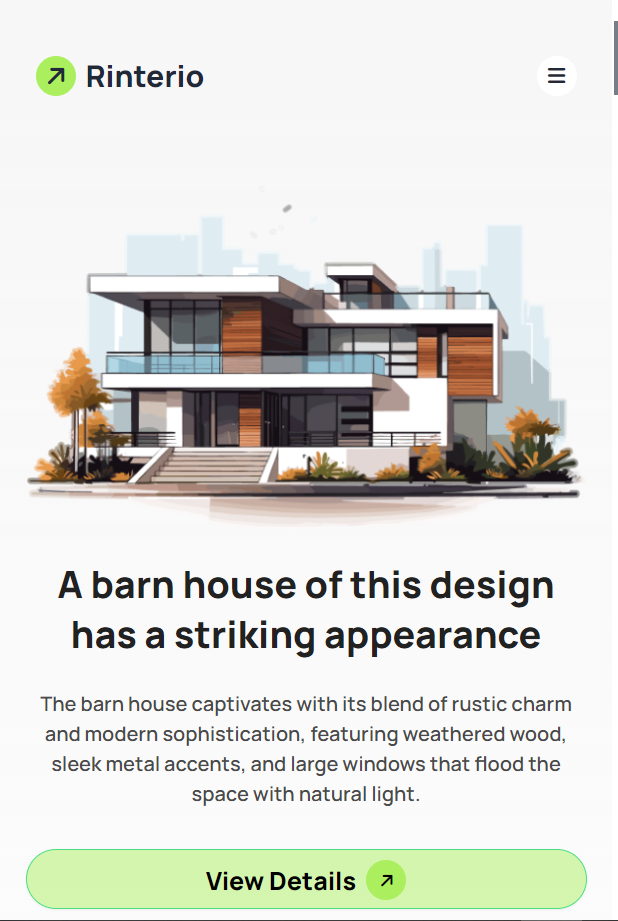 Rinterio
A barn house of this design
has a striking appearance
The barn house captivates with its blend of rustic charm
and modern sophistication, featuring weathered wood,
sleek metal accents, and large windows that flood the
space with natural light.
View Details